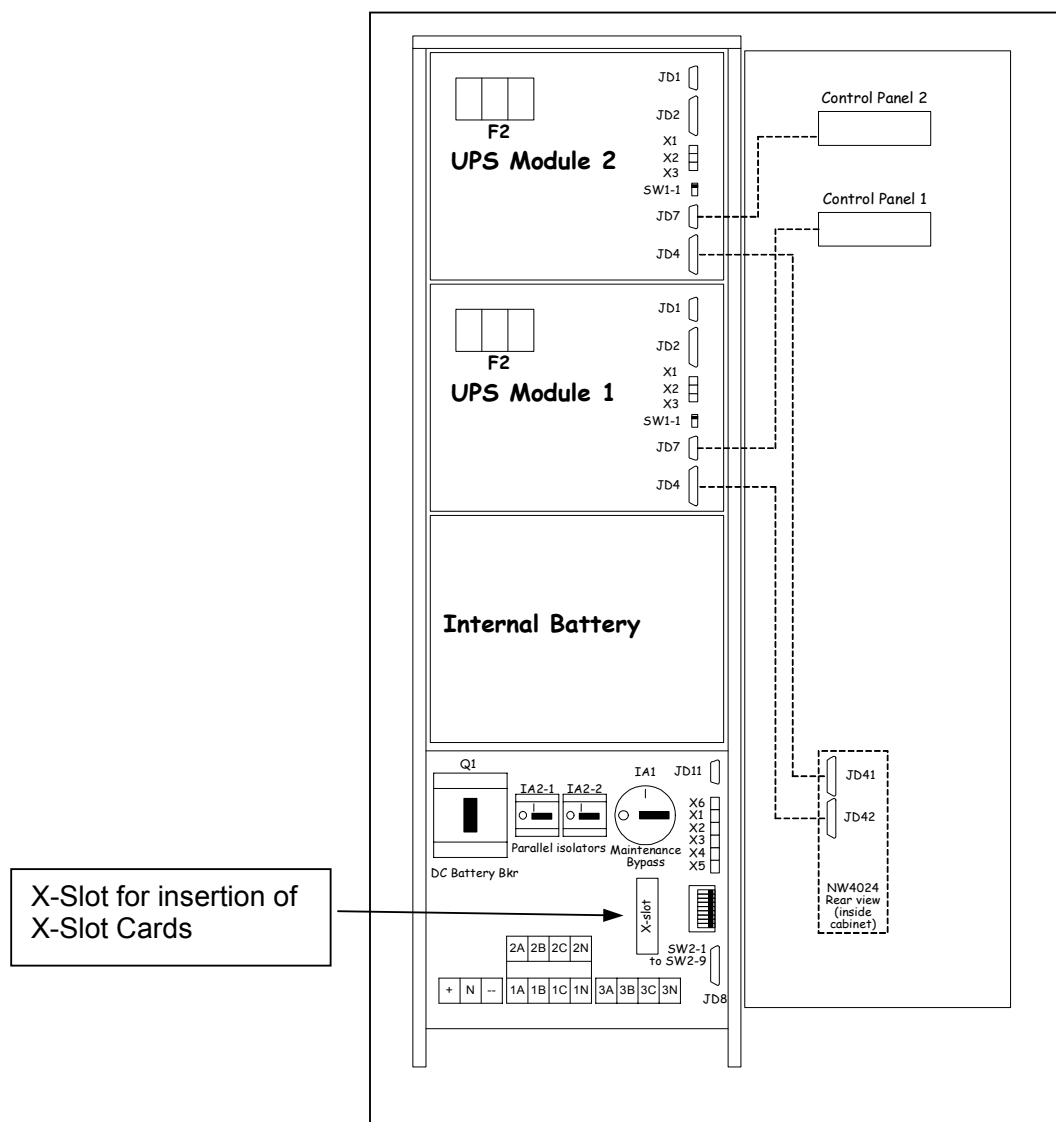 JD1
JD2
F2
UPS Module 2
X1
X2
X3
SW1-1
JD7
JD4
Control Panel 2
Control Panel 1
JD1
JD2
F2
UPS Module 1
X1
X2
X3
SW1-1
JD7
JD4
Internal Battery
Q1
IA2-1 IA2-2
IA1
JD11
X6
X1
X2
X3
X4
X5
Parallel isolators
Maintenance
Bypass
DC Battery Bkr
JD41
JD42
NW4024
Rear view
(inside
cabinet)
X-Slot for insertion of
X-Slot Cards
X-slot
SW2-1
to SW2-9
2A 2B 2C 2N
+ N -- 1A 1B 1C 1N 3A 3B 3C 3N
JD8